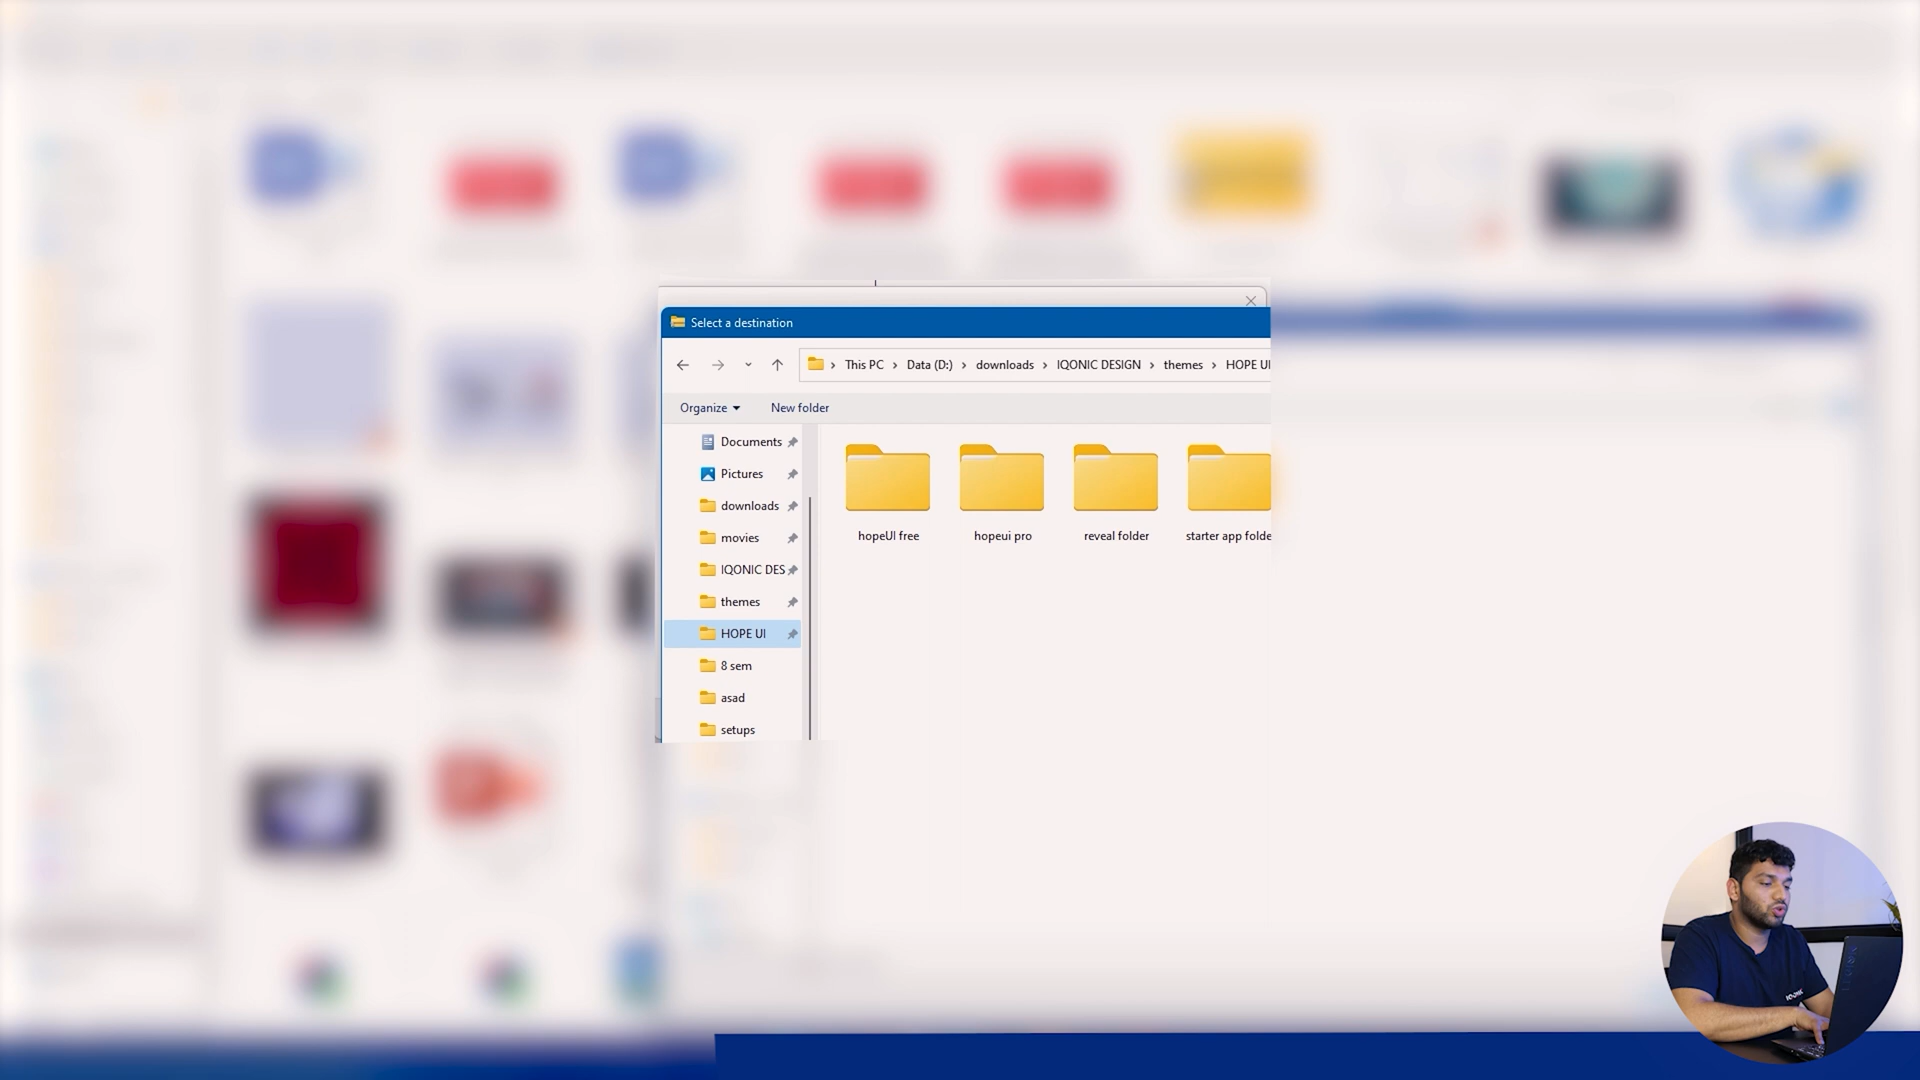 Select a destination
This PC > Data (D:) > downloads > IQONIC DESIGN > themes > HOPE UI
Organize New folder
Documents
Pictures
downloads
movies
IQONIC DES
themes
HOPE UI
8 sem
asad
setups
hopeUI free
hopeui pro
reveal folder
starter app folde